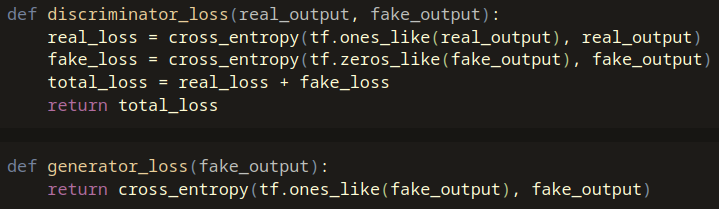 def discriminator_loss(real_output, fake_output):
    real_loss = cross_entropy(tf.ones_like(real_output), real_output)
    fake_loss = cross_entropy(tf.zeros_like(fake_output), fake_output)
    total_loss = real_loss + fake_loss
    return total_loss
def generator_loss(fake_output):
    return cross_entropy(tf.ones_like(fake_output), fake_output)